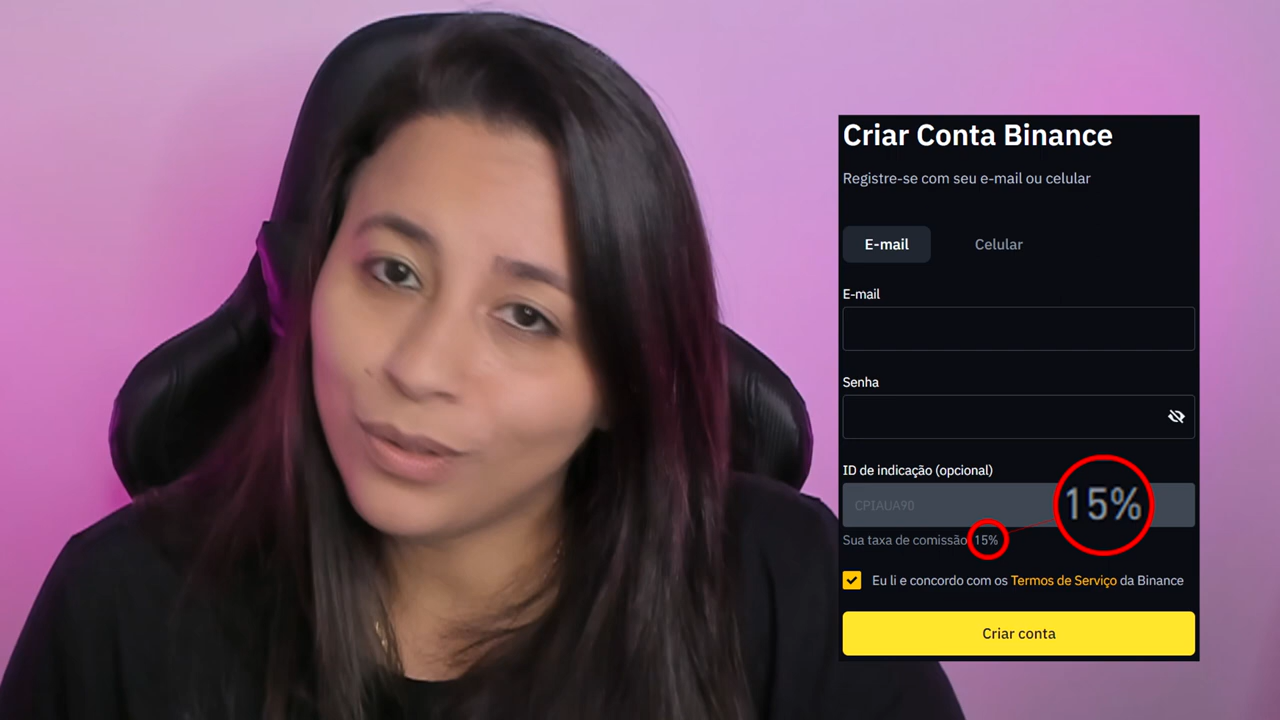 Criar Conta Binance
Registre-se com seu e-mail ou celular
E-mail
Celular
E-mail
Senha
ID de indicação (opcional)
CPIAUA90
15%
Sua taxa de comissão 15%
Eu li e concordo com os Termos de Serviço da Binance
Criar conta